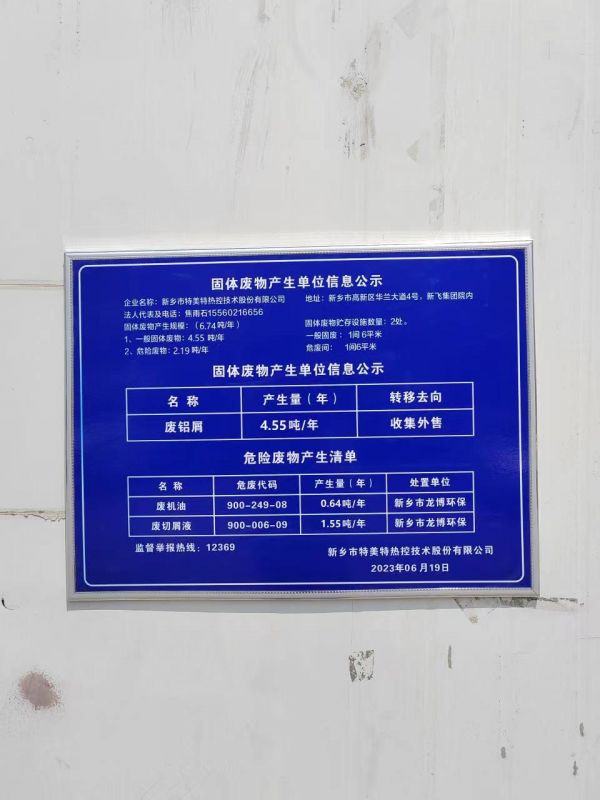 固体废物产生单位信息公示
企业名称：新乡市特美特热控技术股份有限公司 地址：新乡市高新区华兰大道4号，新飞集团院内
法人代表及电话：焦雨石15560216656
固体废物产生规模：（6.74吨/年） 固体废物贮存设施数量：2处。
1、一般固体废物：4.55 吨/年 一般固废： 1间 6平米
2、危险废物：2.19 吨/年 危废间： 1间6平米
固体废物产生单位信息公示
名 称 产生量（年） 转移去向
废铝屑 4.55吨/年 收集外售
危险废物产生清单
名 称 危废代码 产生量（年） 处置单位
废机油 900-249-08 0.64吨/年 新乡市龙博环保
废切屑液 900-006-09 1.55吨/年 新乡市龙博环保
监督举报热线：12369 新乡市特美特热控技术股份有限公司
2023年06月19日